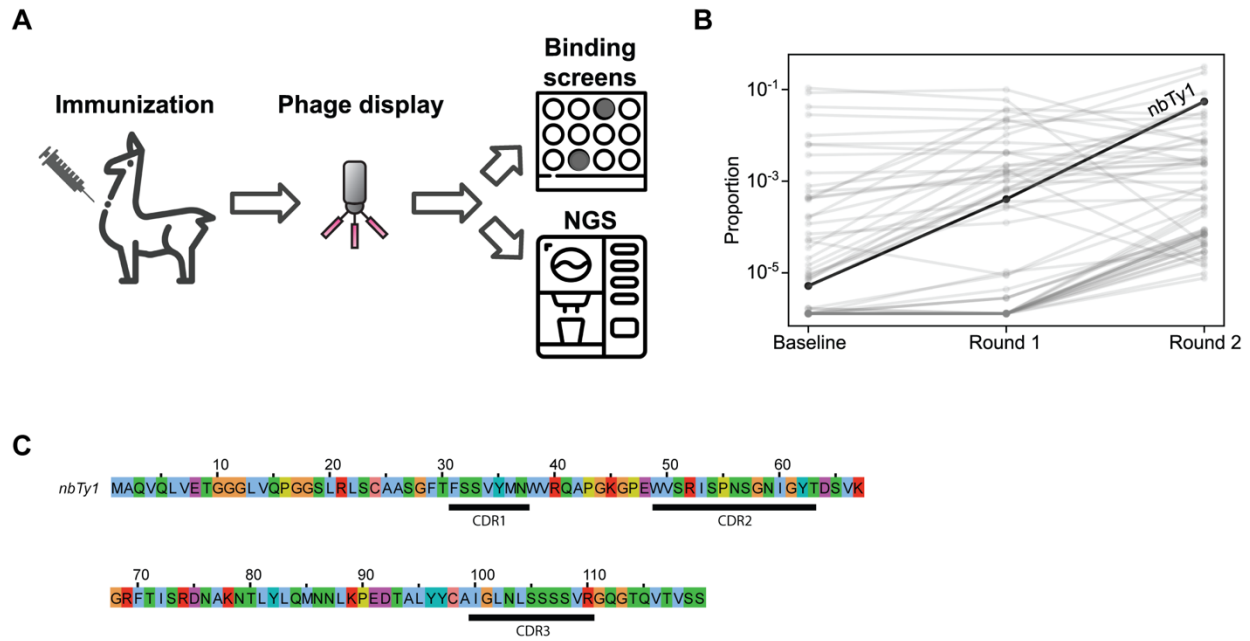 A
Immunization
Phage display
Binding
screens
NGS
B
Proportion
10-1
10-3
10-5
nbTy1
Baseline
Round 1
Round 2
C
10 20 30 40 50 60
nbTy1 MAQVQLVETGGGLVQPGGSLRLSCAASGFTFSSVYMNWVRQAPGKGPEWVSRISPNSGNIGYTDSVK
CDR1 CDR2
70 80 90 100 110
GRFTISRDNAKNTLYLQMNNLKPEDTALYYCAIGLNLSSSSVRGQGTQVTVSS
CDR3